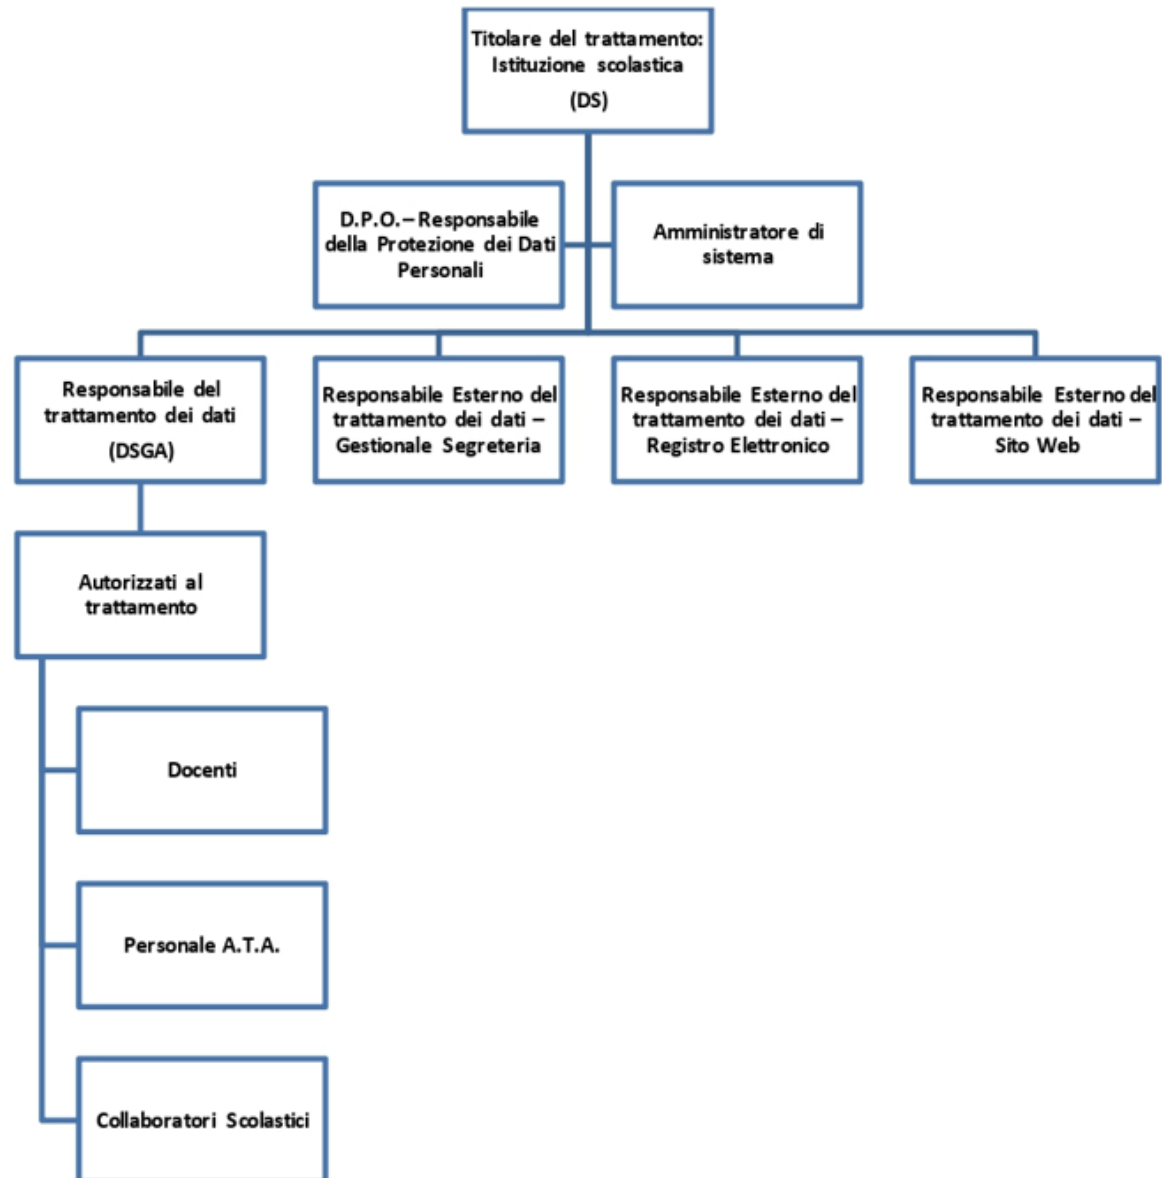 Titolare del trattamento:
Istituzione scolastica
(DS)
D.P.O. – Responsabile
della Protezione dei Dati
Personali
Amministratore di
sistema
Responsabile del
trattamento dei dati
(DSGA)
Responsabile Esterno del
trattamento dei dati –
Gestionale Segreteria
Responsabile Esterno del
trattamento dei dati –
Registro Elettronico
Responsabile Esterno del
trattamento dei dati –
Sito Web
Autorizzati al
trattamento
Docenti
Personale A.T.A.
Collaboratori Scolastici